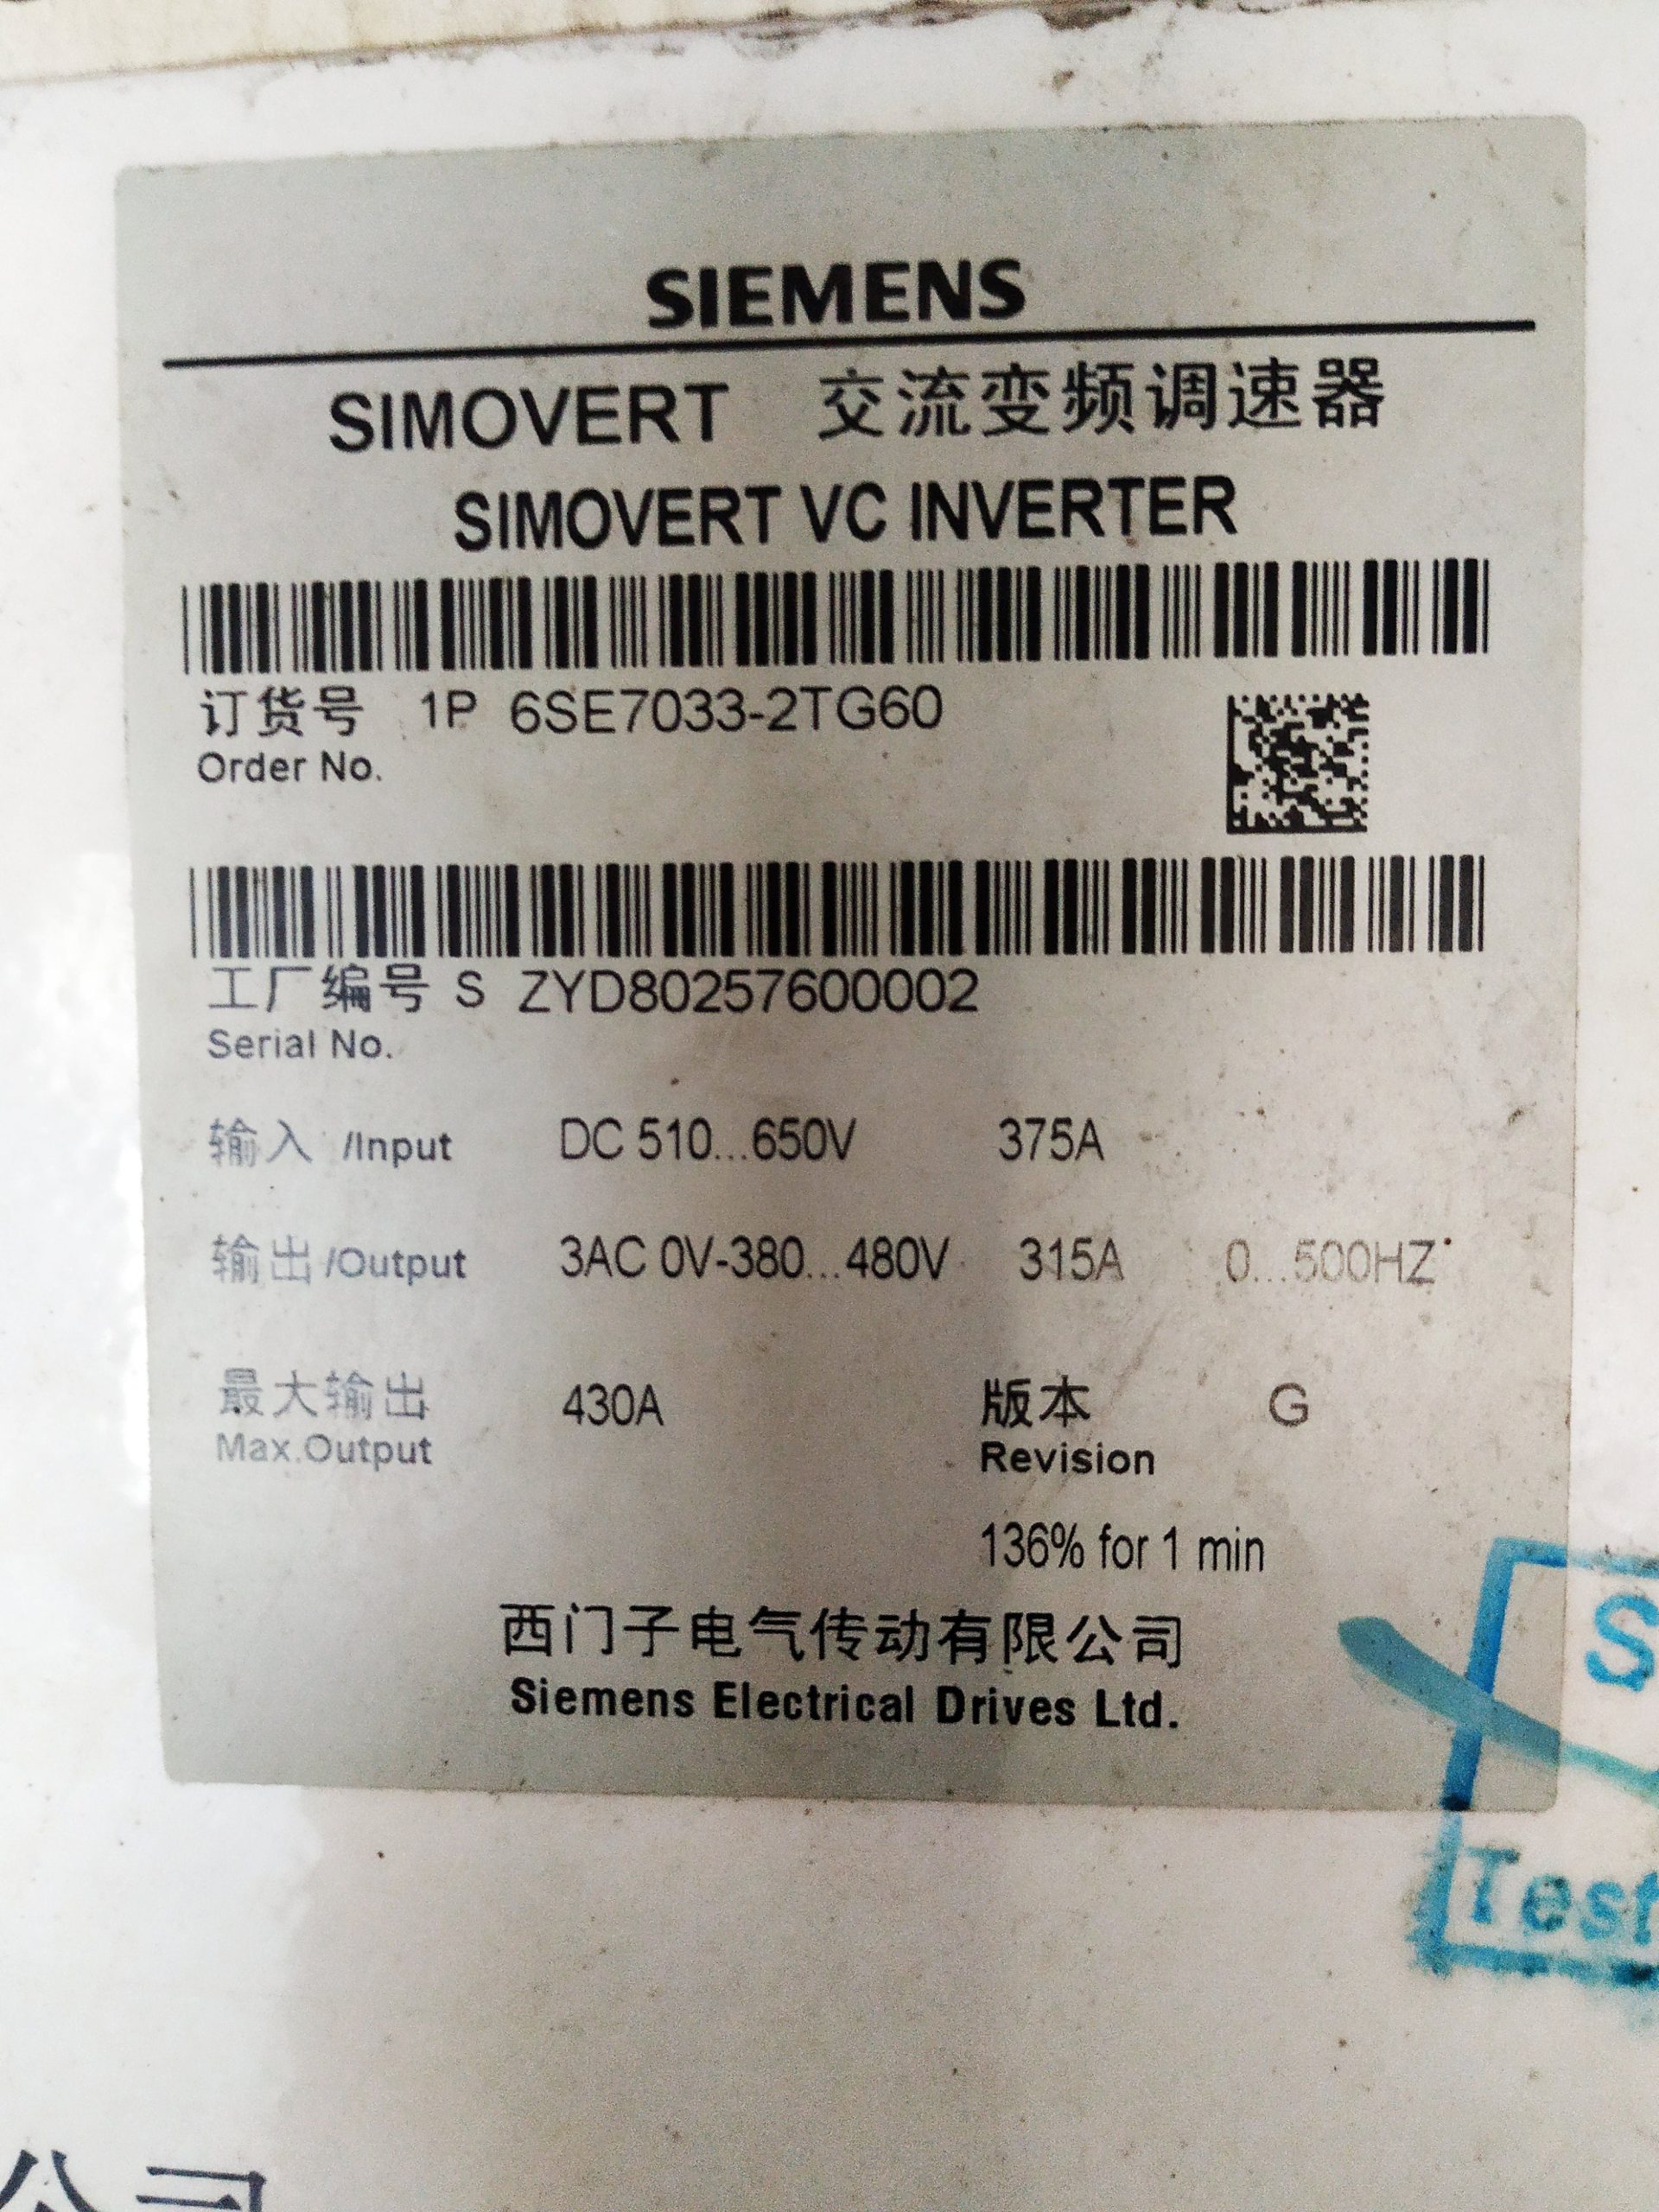 SIEMENS
SIMOVERT 交流变频调速器
SIMOVERT VC INVERTER
订货号 1P 6SE7033-2TG60
Order No.
工厂编号 S ZYD80257600002
Serial No.
输入 /Input DC 510...650V 375A
输出 /Output 3AC 0V-380...480V 315A 0...500HZ
最大输出 430A 版本 G
Max.Output Revision
136% for 1 min
西门子电气传动有限公司
Siemens Electrical Drives Ltd.
S
Test
公司